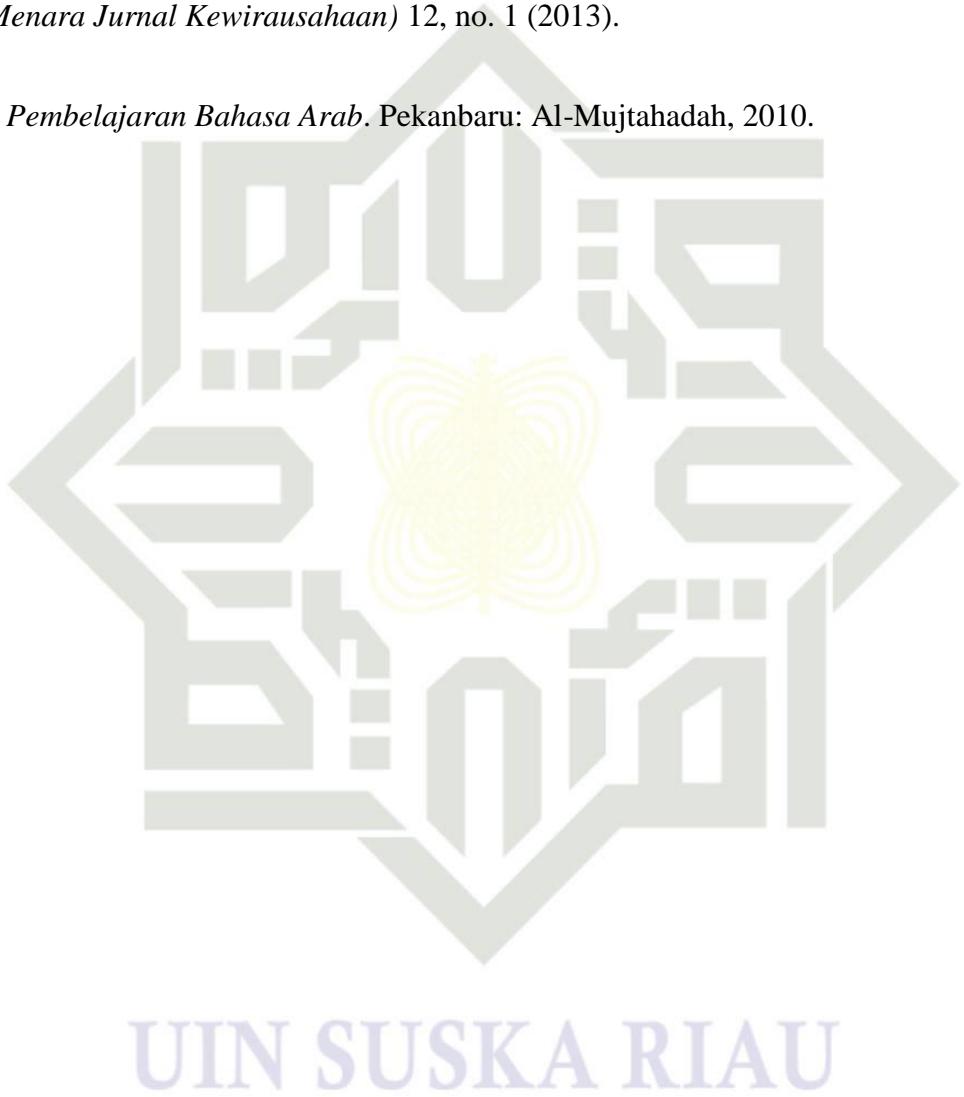 Menara Jurnal Kewirausahaan) 12, no. 1 (2013).
Pembelajaran Bahasa Arab. Pekanbaru: Al-Mujtahadah, 2010.
UIN SUSKA RIAU